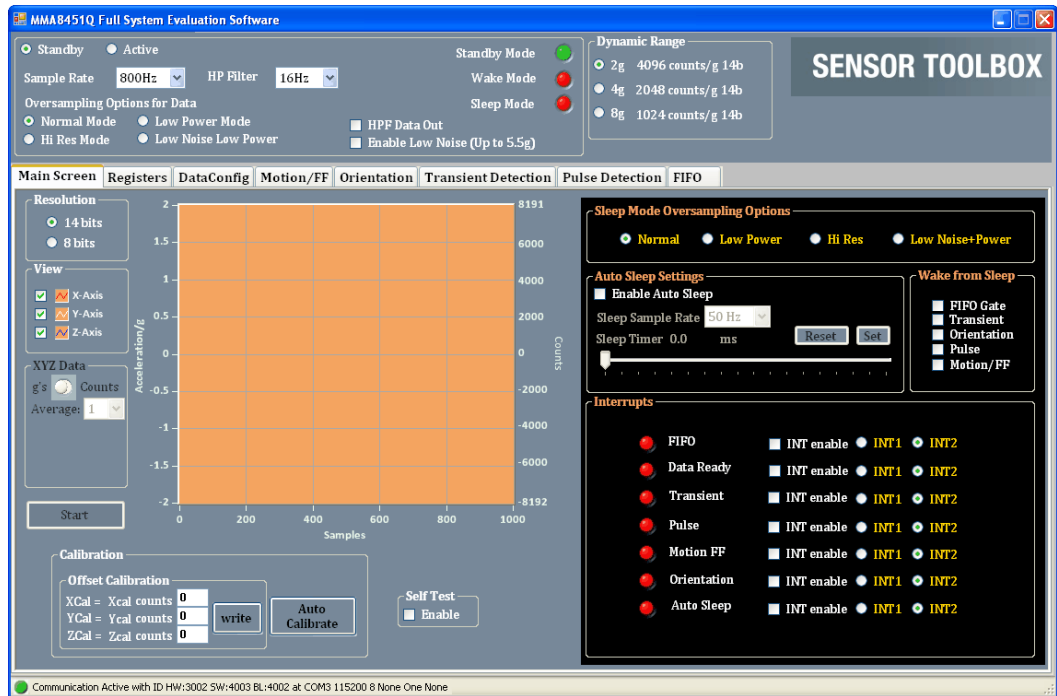 MMA8451Q Full System Evaluation Software
Standby Active
Sample Rate 800Hz HP Filter 16Hz
Oversampling Options for Data
Normal Mode Low Power Mode
Hi Res Mode Low Noise Low Power
Standby Mode
Wake Mode
Sleep Mode
HPF Data Out
Enable Low Noise (Up to 5.5g)
Dynamic Range
2g 4096 counts/g 14b
4g 2048 counts/g 14b
8g 1024 counts/g 14b
SENSOR TOOLBOX
Main Screen Registers DataConfig Motion/FF Orientation Transient Detection Pulse Detection FIFO
Resolution
14 bits
8 bits
View
X-Axis
Y-Axis
Z-Axis
XYZ Data
g's Counts
Average: 1
Start
Acceleration/g
2
1.5
1
0.5
0
-0.5
-1
-1.5
-2
8191
6000
4000
2000
0
-2000
-4000
-6000
-8192
Counts
0 200 400 600 800 1000
Samples
Calibration
Offset Calibration
XCal = Xcal counts 0
YCal = Ycal counts 0
ZCal = Zcal counts 0
write
Auto
Calibrate
Self Test
Enable
Sleep Mode Oversampling Options
Normal Low Power Hi Res Low Noise+Power
Auto Sleep Settings
Enable Auto Sleep
Sleep Sample Rate 50 Hz
Sleep Timer 0.0 ms Reset Set
Wake from Sleep
FIFO Gate
Transient
Orientation
Pulse
Motion/FF
Interrupts
FIFO INT enable INT1 INT2
Data Ready INT enable INT1 INT2
Transient INT enable INT1 INT2
Pulse INT enable INT1 INT2
Motion FF INT enable INT1 INT2
Orientation INT enable INT1 INT2
Auto Sleep INT enable INT1 INT2
Communication Active with ID HW:3002 SW:4003 BL:4002 at COM3 115200 8 None One None